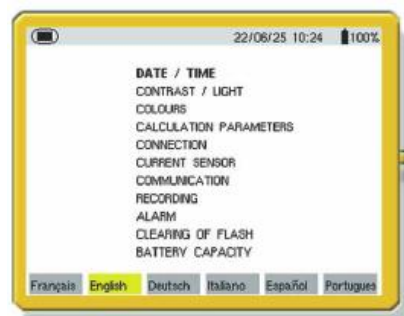 22/06/25 10:24 100%
DATE / TIME
CONTRAST / LIGHT
COLOURS
CALCULATION PARAMETERS
CONNECTION
CURRENT SENSOR
COMMUNICATION
RECORDING
ALARM
CLEARING OF FLASH
BATTERY CAPACITY
Français English Deutsch Italiano Español Portugues